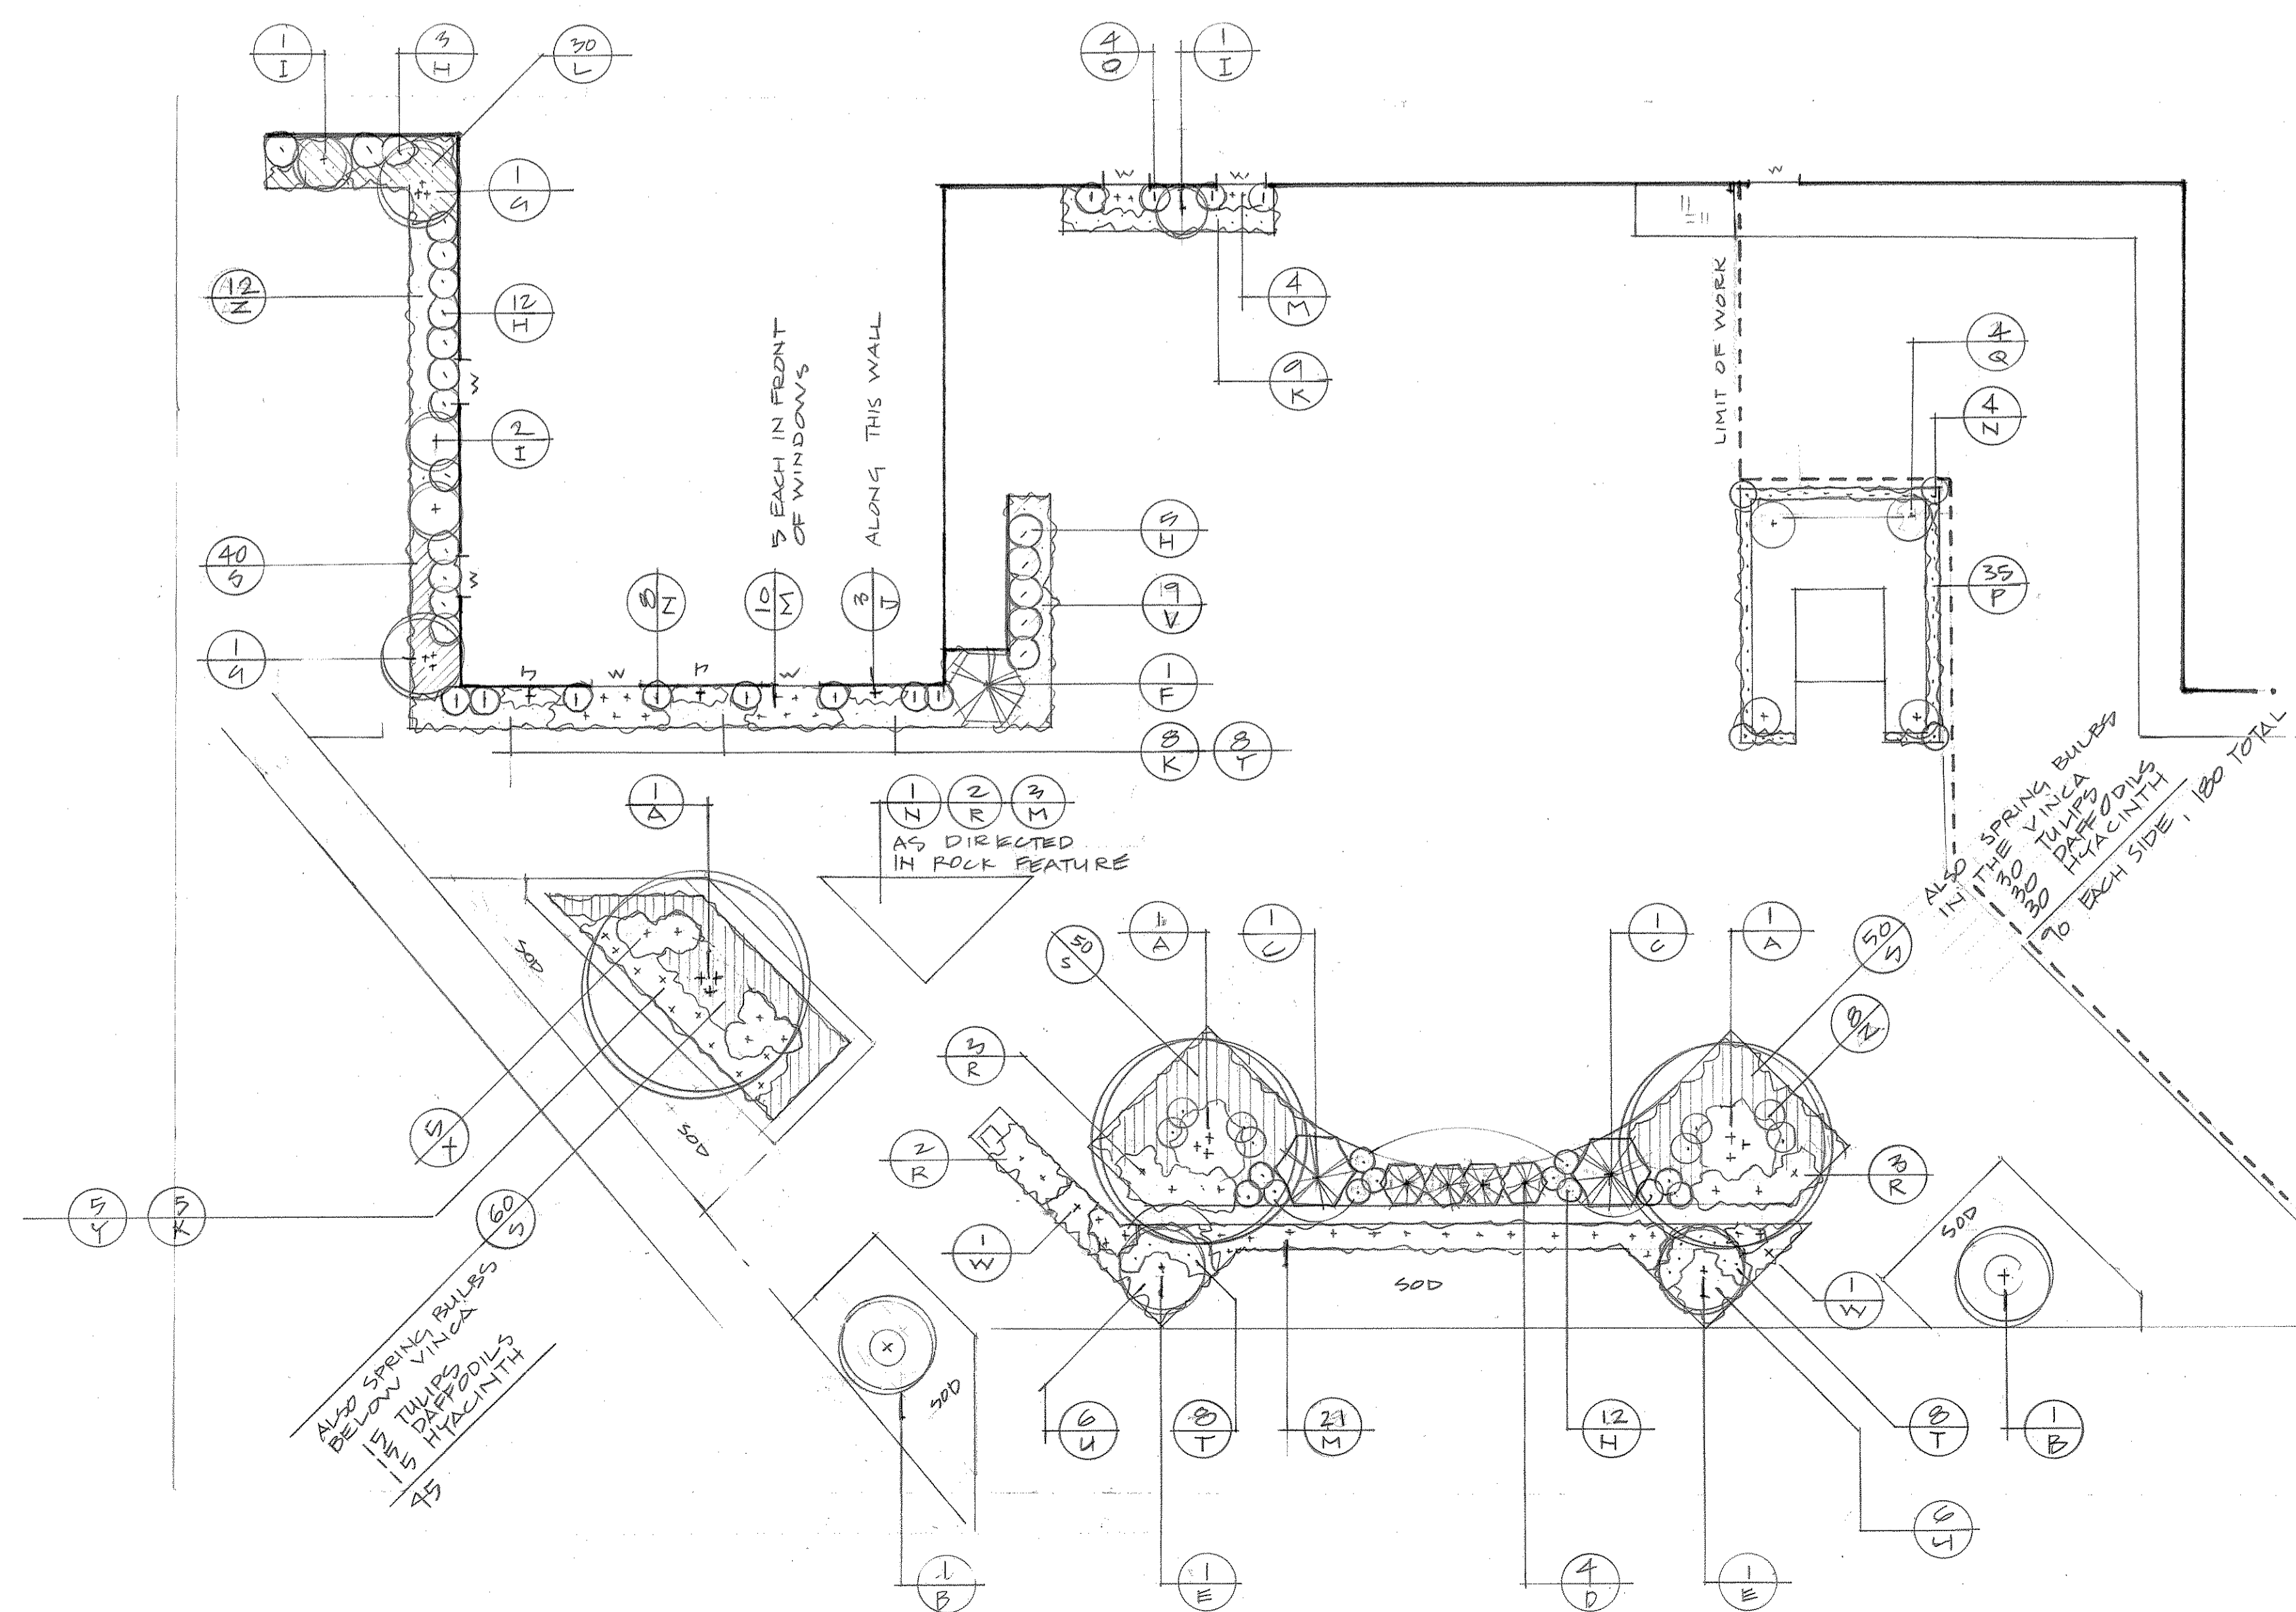 1
I
3
H
30
L
4
Q
1
I
1
G
12
Z
12
H
2
I
40
S
1
G
W
W
W
W
W
W
W
5 EACH IN FRONT
OF WINDOWS
ALONG THIS WALL
8
H
10
M
3
J
4
M
9
K
5
H
19
V
1
F
8
K
8
T
LIMIT OF WORK
4
Q
4
N
35
P
1
A
1
N
2
R
3
M
AS DIRECTED
IN ROCK FEATURE
ALSO SPRING BULBS
IN THE VINCA
30 TULIPS
30 DAFFODILS
30 HYACINTH
90 EACH SIDE, 180 TOTAL
SOD
SOD
50
S
1
A
1
C
1
C
1
A
50
S
8
N
3
R
2
R
3
R
1
W
1
W
5
X
5
Y
5
K
60
S
ALSO SPRING BULBS
BELOW VINCA
15 TULIPS
15 DAFFODILS
15 HYACINTH
45
SOD
SOD
SOD
6
U
8
T
21
M
12
H
8
T
1
B
6
U
1
B
1
E
4
D
1
E